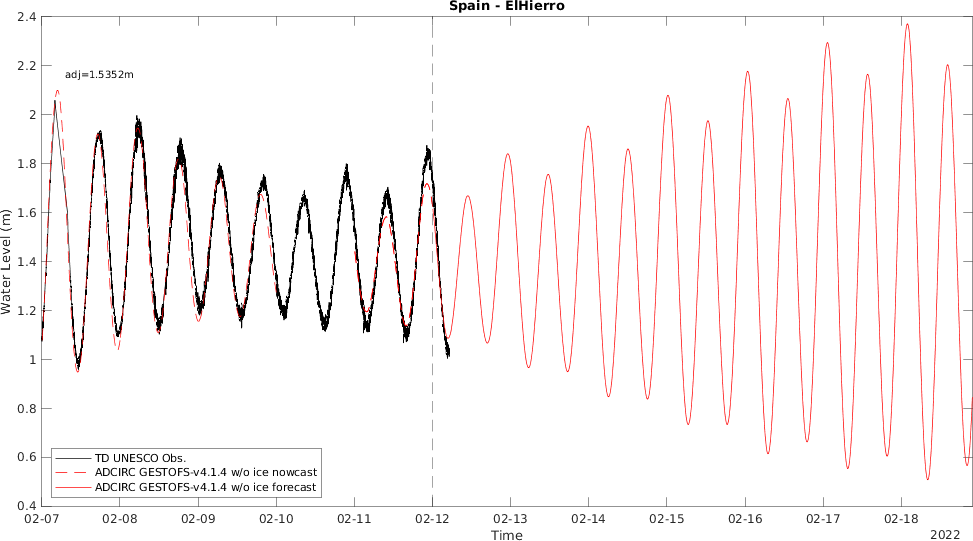 Spain - ElHierro
adj=1.5352m
Water Level (m)
2.4
2.2
2
1.8
1.6
1.4
1.2
1
0.8
0.6
0.4
TD UNESCO Obs.
ADCIRC GESTOFS-v4.1.4 w/o ice nowcast
ADCIRC GESTOFS-v4.1.4 w/o ice forecast
02-07 02-08 02-09 02-10 02-11 02-12 02-13 02-14 02-15 02-16 02-17 02-18
Time
2022